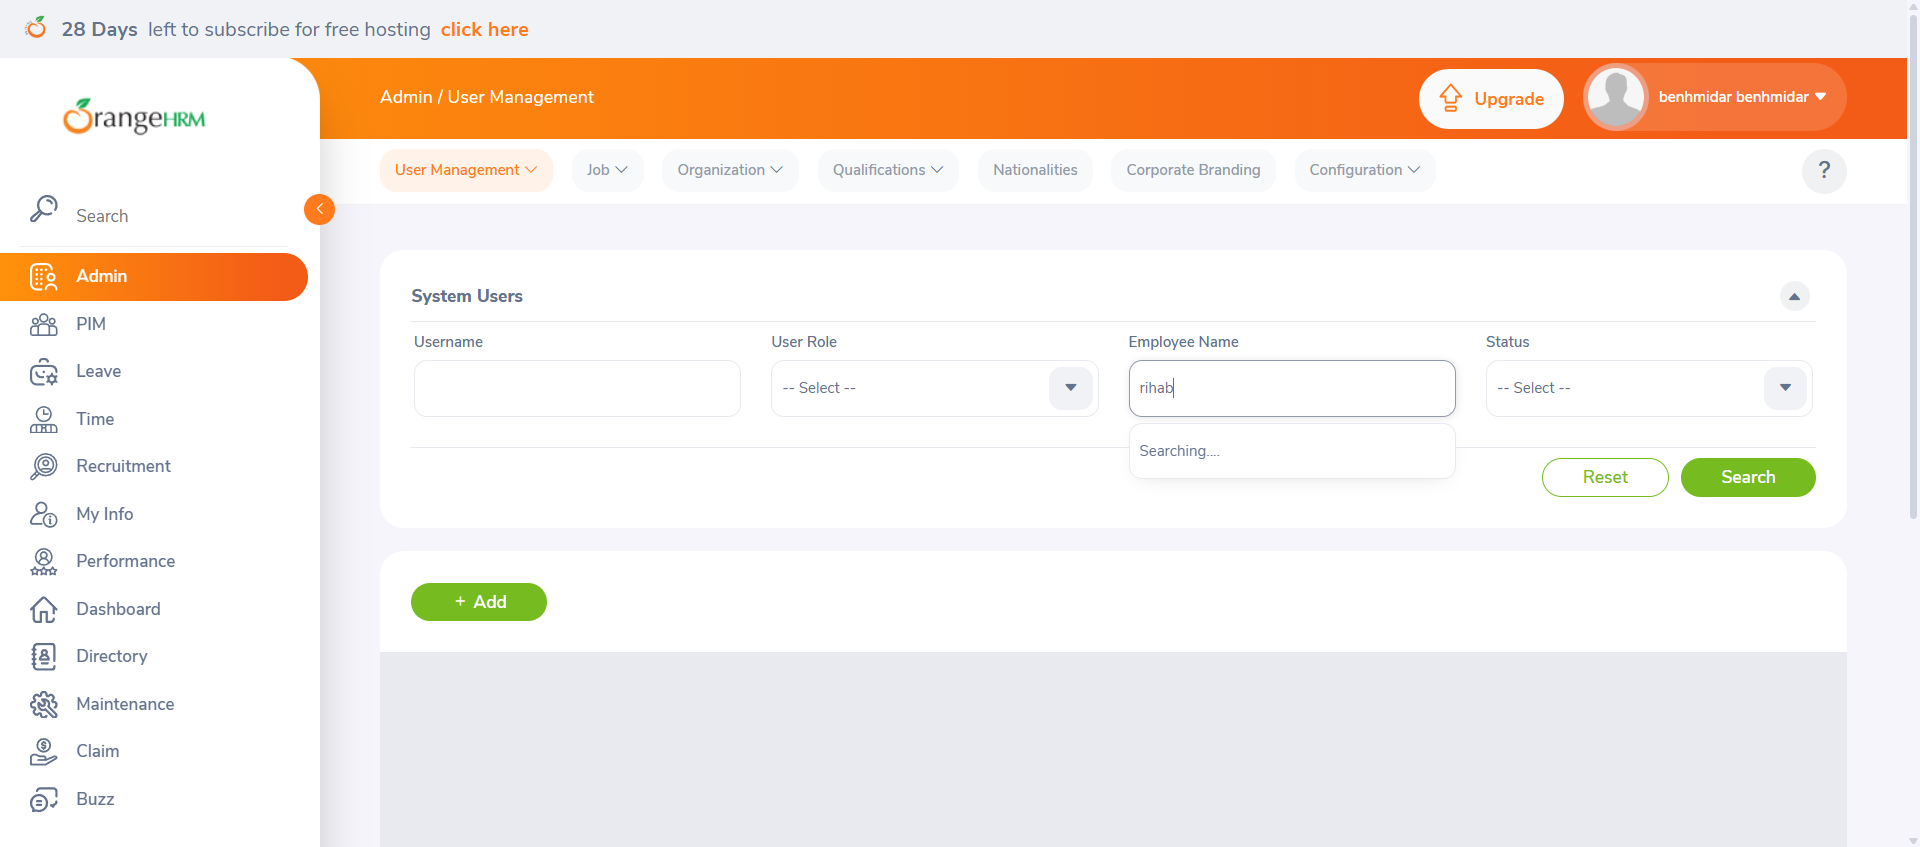 28 Days left to subscribe for free hosting click here
OrangeHRM
Admin / User Management
Upgrade
benhmidar benhmidar
User Management
Job
Organization
Qualifications
Nationalities
Corporate Branding
Configuration
?
Search
Admin
PIM
Leave
Time
Recruitment
My Info
Performance
Dashboard
Directory
Maintenance
Claim
Buzz
System Users
Username
User Role
Employee Name
Status
-- Select --
rihab
-- Select --
Searching....
Reset
Search
+ Add